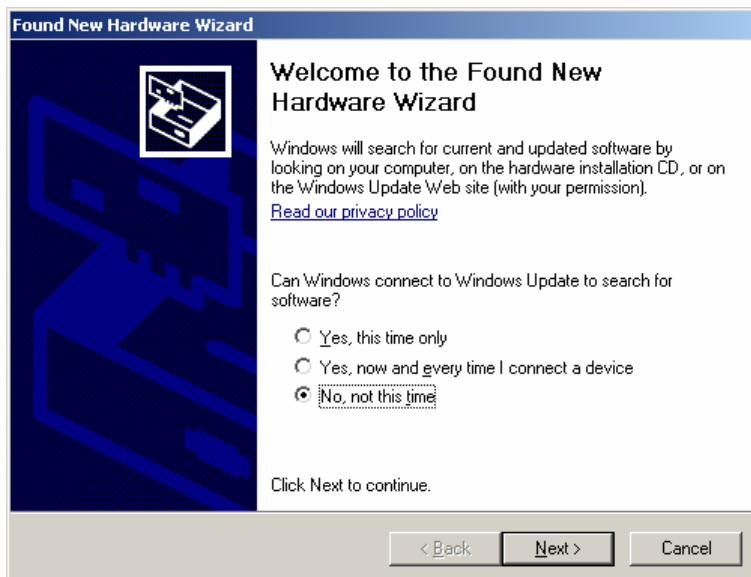 Found New Hardware Wizard
Welcome to the Found New
Hardware Wizard
Windows will search for current and updated software by
looking on your computer, on the hardware installation CD, or on
the Windows Update Web site (with your permission).
Read our privacy policy
Can Windows connect to Windows Update to search for
software?
Yes, this time only
Yes, now and every time I connect a device
No, not this time
Click Next to continue.
< Back
Next >
Cancel